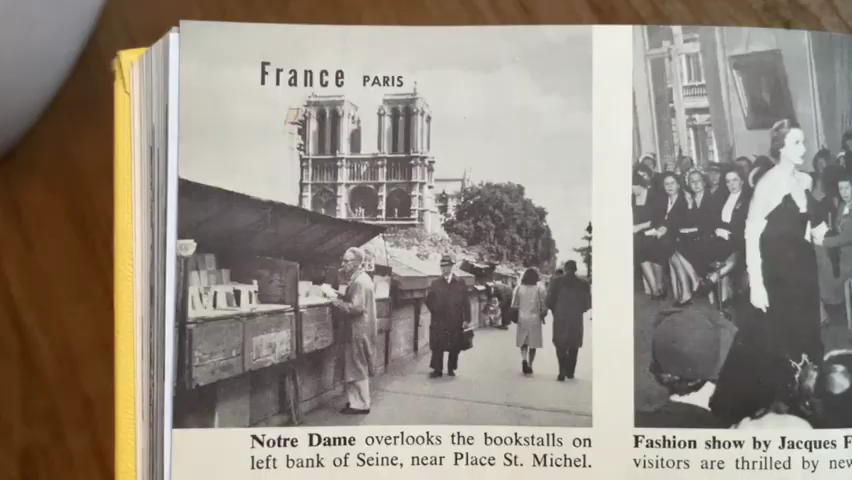 France PARIS
Notre Dame overlooks the bookstalls on
left bank of Seine, near Place St. Michel.
Fashion show by Jacques
visitors are thrilled by